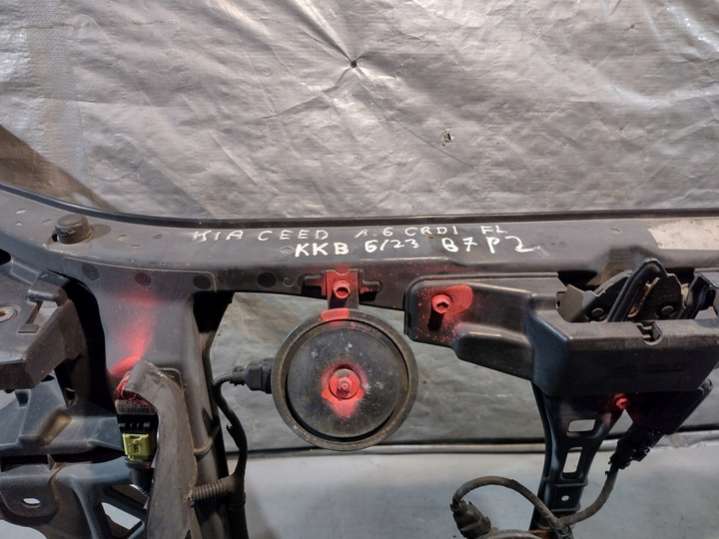 KIA CEED 1.6 CRDI FL
KKB 6/23 B7P2